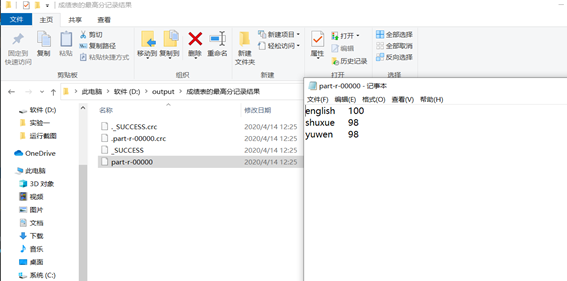 成绩表的最高分记录结果
文件 主页 共享 查看
固定到快速访问
复制
粘贴
剪切
复制路径
粘贴快捷方式
剪贴板
移动到
复制到
删除
重命名
组织
新建文件夹
新建项目
轻松访问
新建
属性
打开
编辑
历史记录
打开
全部选择
全部取消
反向选择
选择
此电脑 > 软件 (D:) > output > 成绩表的最高分记录结果
软件 (D:)
实验一
运行截图
OneDrive
此电脑
3D 对象
视频
图片
文档
下载
音乐
桌面
系统 (C:)
名称 修改日期
._SUCCESS.crc 2020/4/14 12:25
.part-r-00000.crc 2020/4/14 12:25
_SUCCESS 2020/4/14 12:25
part-r-00000 2020/4/14 12:25
part-r-00000 - 记事本
文件(F) 编辑(E) 格式(O) 查看(V) 帮助(H)
english 100
shuxue 98
yuwen 98